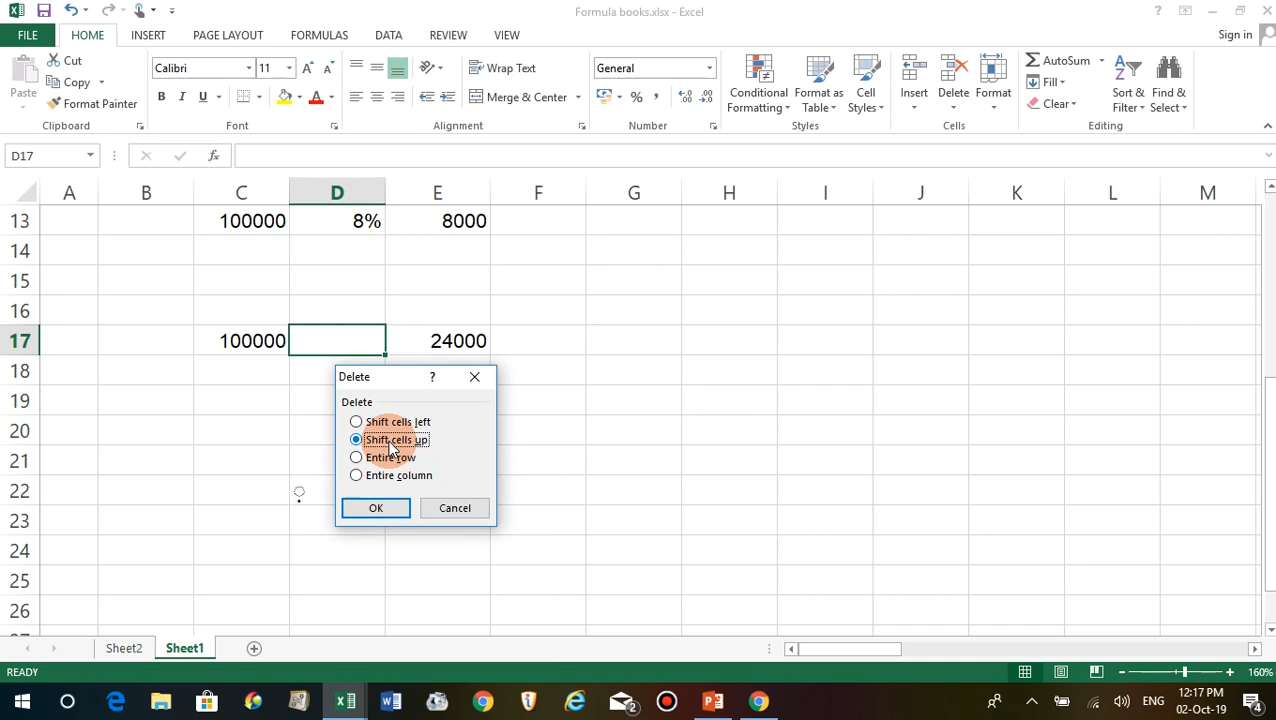 Formula books.xlsx - Excel
?
FILE HOME INSERT PAGE LAYOUT FORMULAS DATA REVIEW VIEW Sign in
Paste
Cut
Copy
Format Painter
Clipboard
Calibri 11
B I U
Font
Wrap Text
Merge & Center
Alignment
General
%
Number
Conditional Formatting
Format as Table
Cell Styles
Styles
Insert Delete Format
Cells
AutoSum
Fill
Clear
Sort & Filter
Find & Select
Editing
D17
fx
A B C D E F G H I J K L M
13 100000 8% 8000
14
15
16
17 100000 24000
18
19
20
21
22
23
24
25
26
Delete ?
Delete
Shift cells left
Shift cells up
Entire row
Entire column
OK Cancel
Sheet2 Sheet1
READY 160%
2
ENG
12:17 PM
02-Oct-19
4